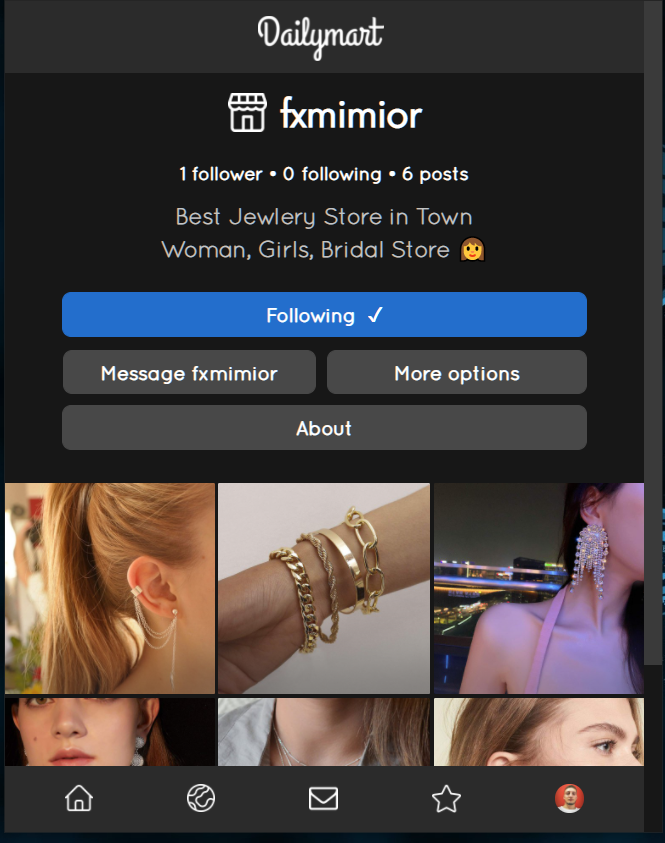 Dailymart
fxmimior
1 follower • 0 following • 6 posts
Best Jewlery Store in Town
Woman, Girls, Bridal Store 👩
Following ✓
Message fxmimior
More options
About